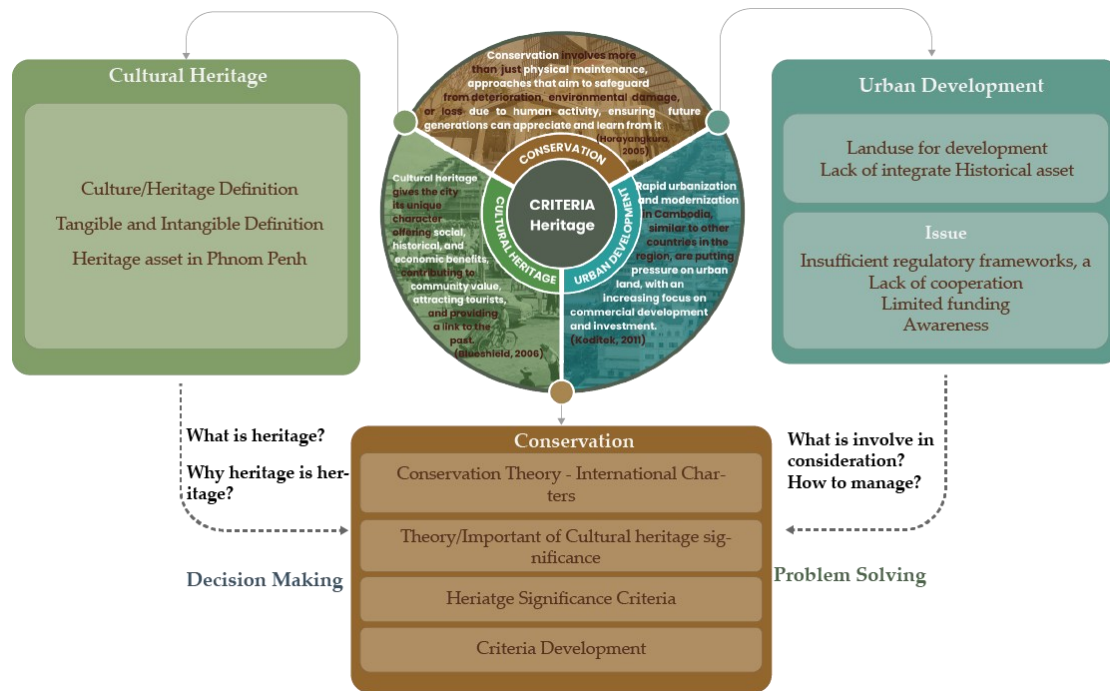 Cultural Heritage
Culture/Heritage Definition
Tangible and Intangible Definition
Heritage asset in Phnom Penh
Conservation involves more
than just physical maintenance,
approaches that aim to safeguard
from deterioration, environmental damage,
or loss due to human activity, ensuring future
generations can appreciate and learn from it
(Horayangkura,
2005)
CONSERVATION
CULTURAL HERITAGE
URBAN DEVELOPMENT
CRITERIA
Heritage
Cultural heritage
gives the city
its unique
character
offering social,
historical, and
economic benefits,
contributing to
community value,
attracting tourists,
and providing
a link to the
past.
(Blueshield, 2006)
Rapid urbanization
and modernization
in Cambodia,
similar to other
countries in the
region, are putting
pressure on urban
land, with an
increasing focus on
commercial development
and investment.
(Koditek, 2011)
Urban Development
Landuse for development
Lack of integrate Historical asset
Issue
Insufficient regulatory frameworks, a
Lack of cooperation
Limited funding
Awareness
What is heritage?
Why heritage is her-
itage?
Decision Making
Conservation
Conservation Theory - International Char-
ters
Theory/Important of Cultural heritage sig-
nificance
Heriatge Significance Criteria
Criteria Development
What is involve in
consideration?
How to manage?
Problem Solving